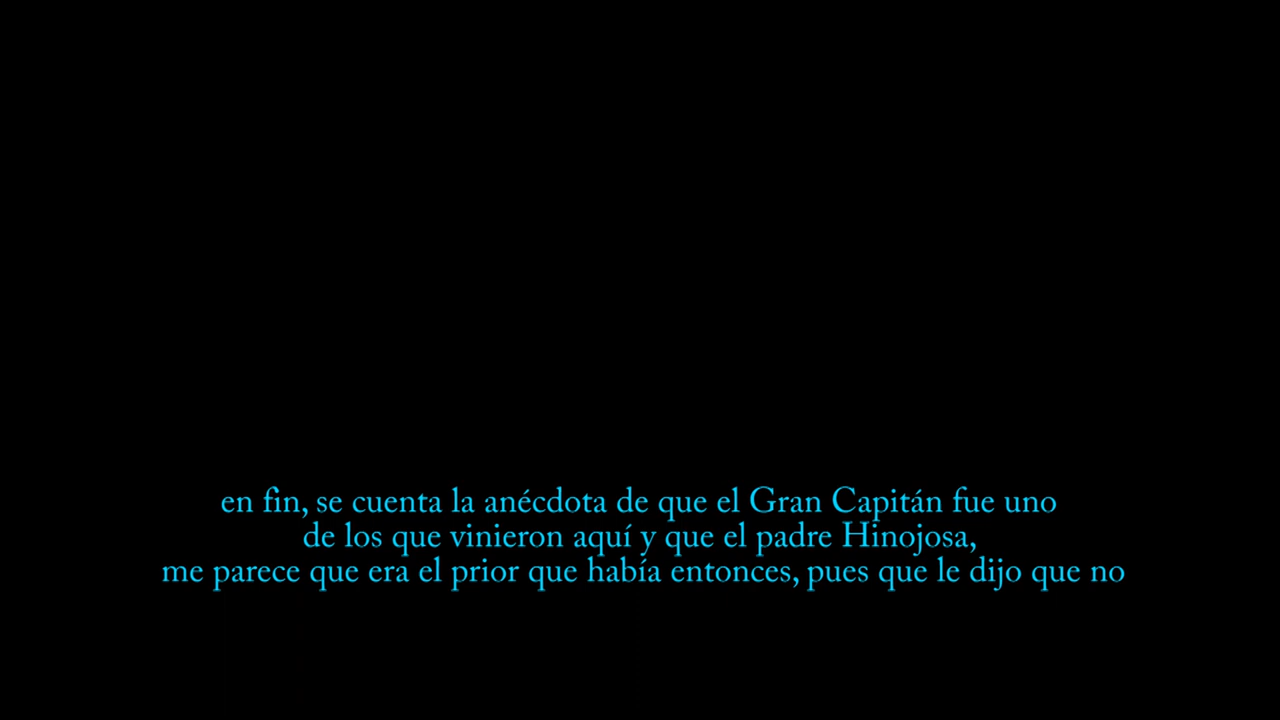 en fin, se cuenta la anécdota de que el Gran Capitán fue uno
de los que vinieron aquí y que el padre Hinojosa,
me parece que era el prior que había entonces, pues que le dijo que no